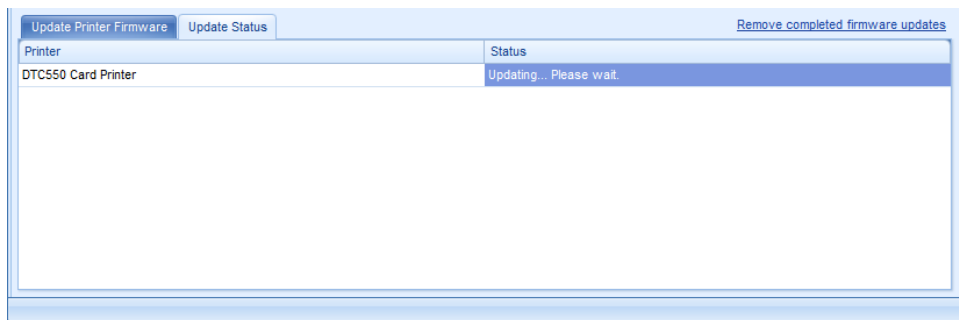 Update Printer Firmware Update Status Remove completed firmware updates
Printer Status
DTC550 Card Printer Updating... Please wait.